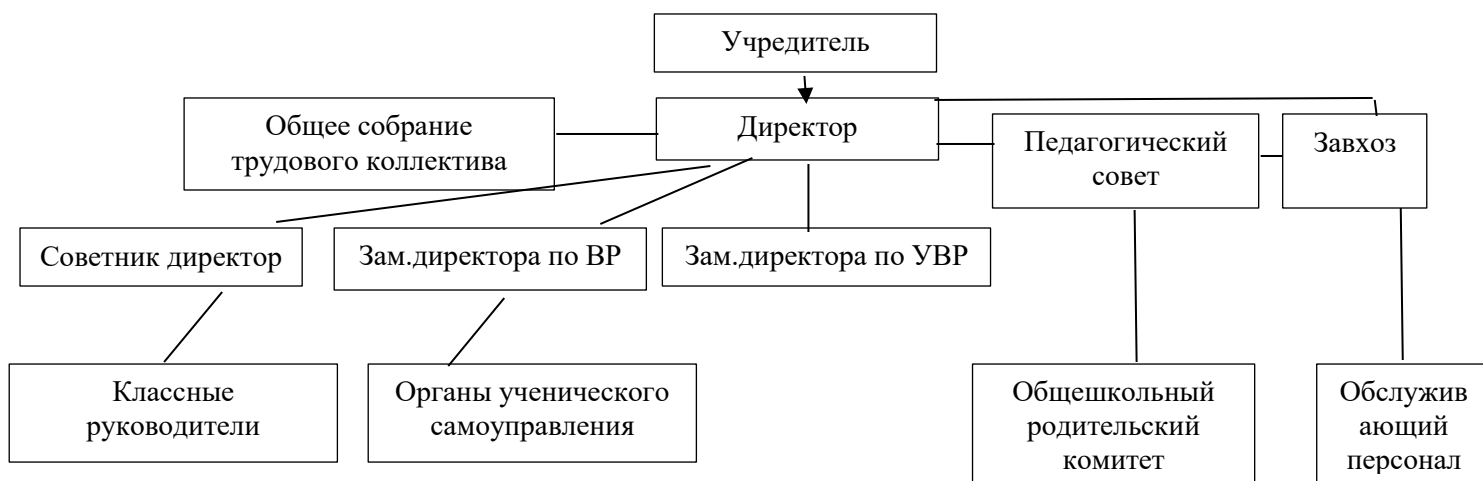 Учредитель
Общее собрание
трудового коллектива
Директор
Педагогический
совет
Завхоз
Советник директор
Зам.директора по ВР
Зам.директора по УВР
Классные
руководители
Органы ученического
самоуправления
Общешкольный
родительский
комитет
Обслужив
ающий
персонал